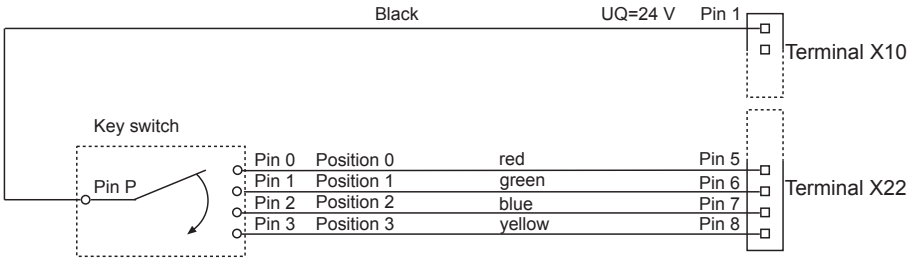 Black UQ=24 V Pin 1
Terminal X10
Key switch
Pin 0 Position 0 red Pin 5
Pin P Pin 1 Position 1 green Pin 6 Terminal X22
Pin 2 Position 2 blue Pin 7
Pin 3 Position 3 yellow Pin 8